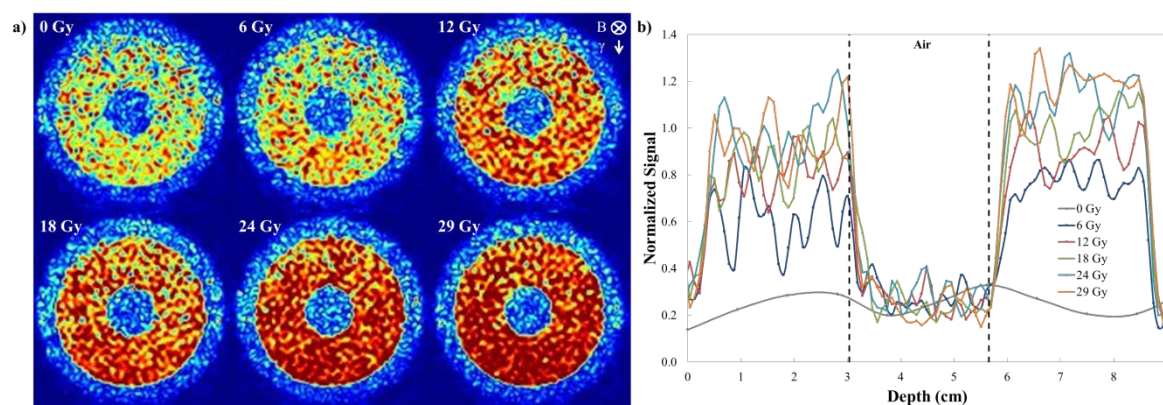 a)
0 Gy
6 Gy
12 Gy
B ⊗
γ ↓
18 Gy
24 Gy
29 Gy
b)
1.4
1.2
1.0
0.8
0.6
0.4
0.2
0.0
Normalized Signal
Air
0 Gy
6 Gy
12 Gy
18 Gy
24 Gy
29 Gy
0 1 2 3 4 5 6 7 8
Depth (cm)